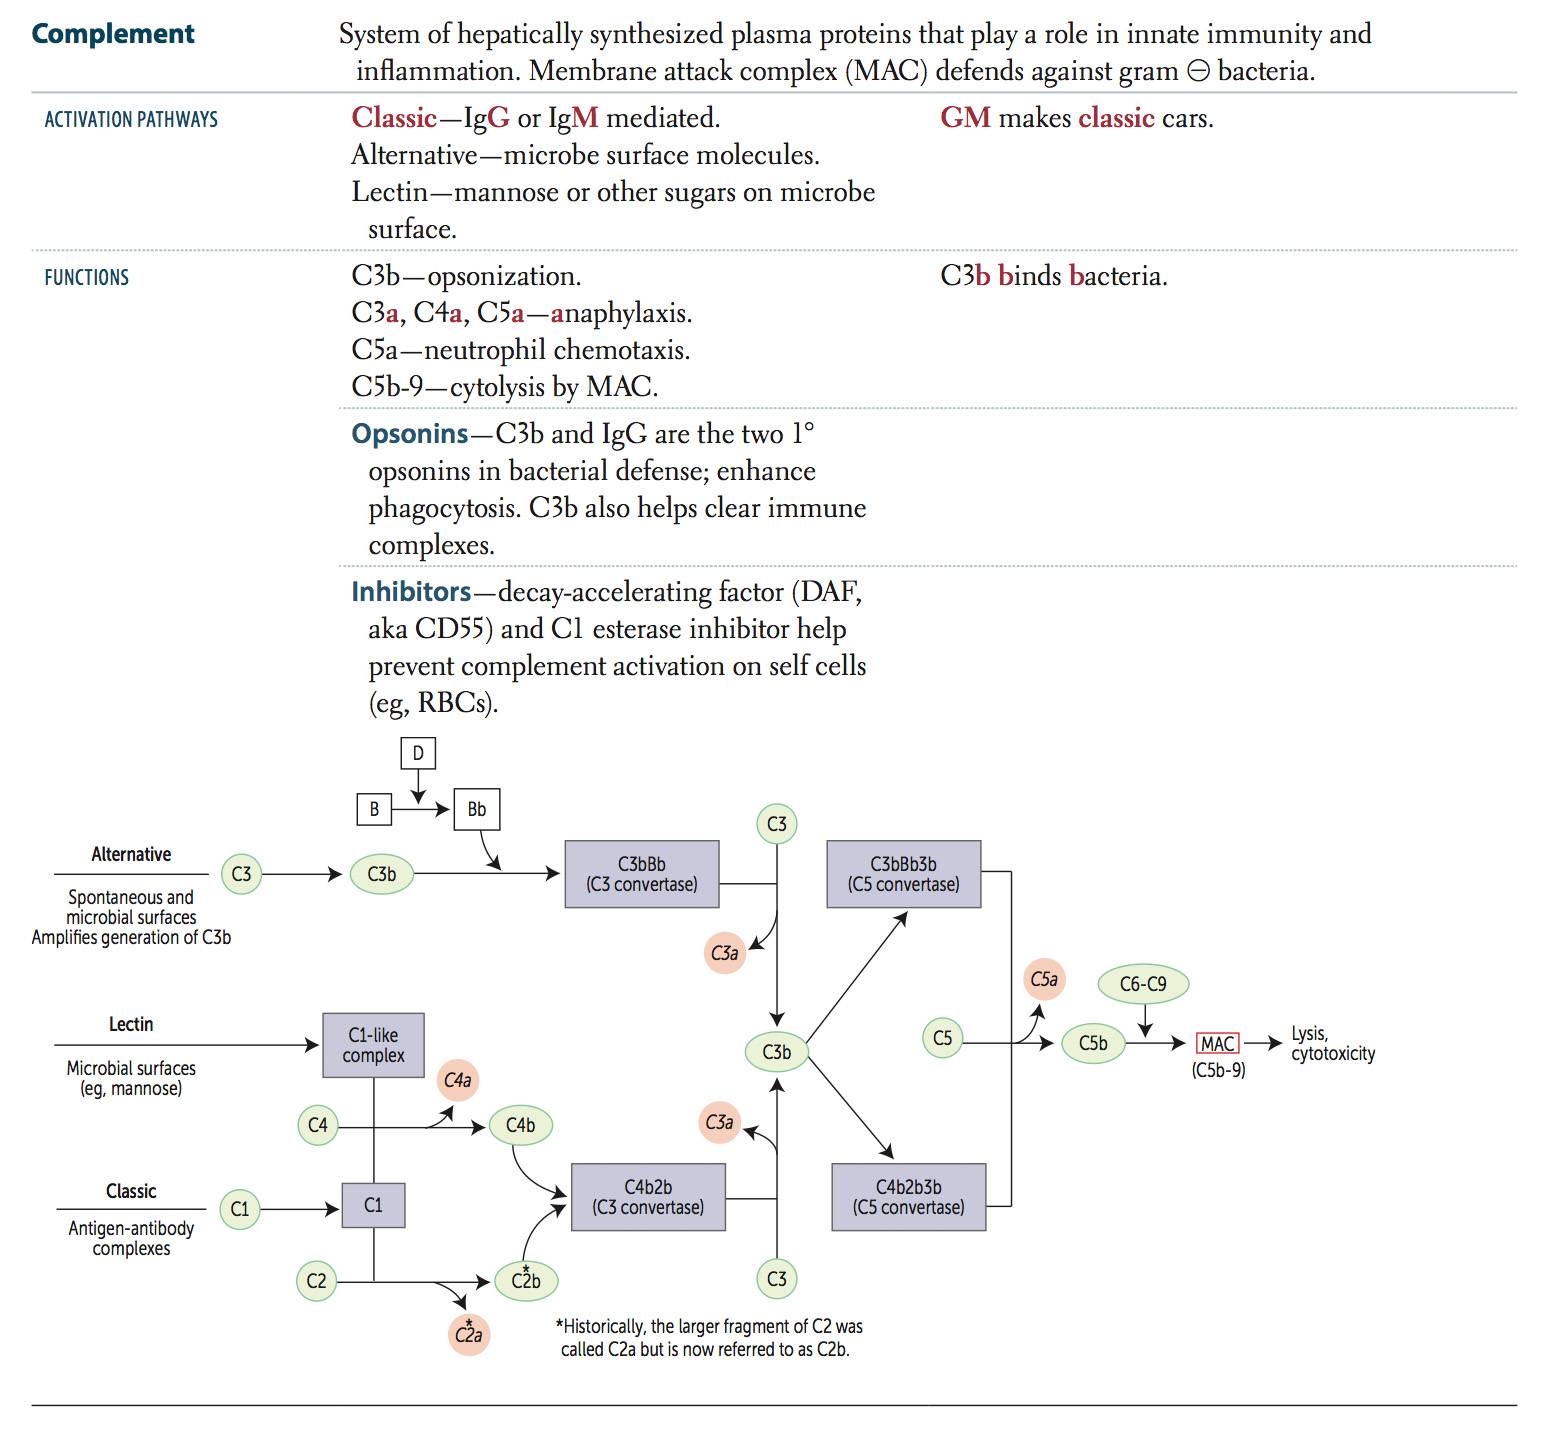 Complement
System of hepatically synthesized plasma proteins that play a role in innate immunity and
inflammation. Membrane attack complex (MAC) defends against gram ⊖ bacteria.
ACTIVATION PATHWAYS
Classic—IgG or IgM mediated.
Alternative—microbe surface molecules.
Lectin—mannose or other sugars on microbe
surface.
GM makes classic cars.
FUNCTIONS
C3b—opsonization.
C3a, C4a, C5a—anaphylaxis.
C5a—neutrophil chemotaxis.
C5b-9—cytolysis by MAC.
C3b binds bacteria.
Opsonins—C3b and IgG are the two 1°
opsonins in bacterial defense; enhance
phagocytosis. C3b also helps clear immune
complexes.
Inhibitors—decay-accelerating factor (DAF,
aka CD55) and C1 esterase inhibitor help
prevent complement activation on self cells
(eg, RBCs).
D
B
Bb
Alternative
Spontaneous and
microbial surfaces
Amplifies generation of C3b
C3
C3b
C3bBb
(C3 convertase)
C3
C3a
C3bBb3b
(C5 convertase)
Lectin
Microbial surfaces
(eg, mannose)
C1-like
complex
C4a
C4
C4b
C3b
C3a
C5
C5a
C5b
C6-C9
MAC
(C5b-9)
Lysis,
cytotoxicity
Classic
Antigen-antibody
complexes
C1
C1
C4b2b
(C3 convertase)
C4b2b3b
(C5 convertase)
C2
C2b
*
C2a
*
C3
*Historically, the larger fragment of C2 was
called C2a but is now referred to as C2b.